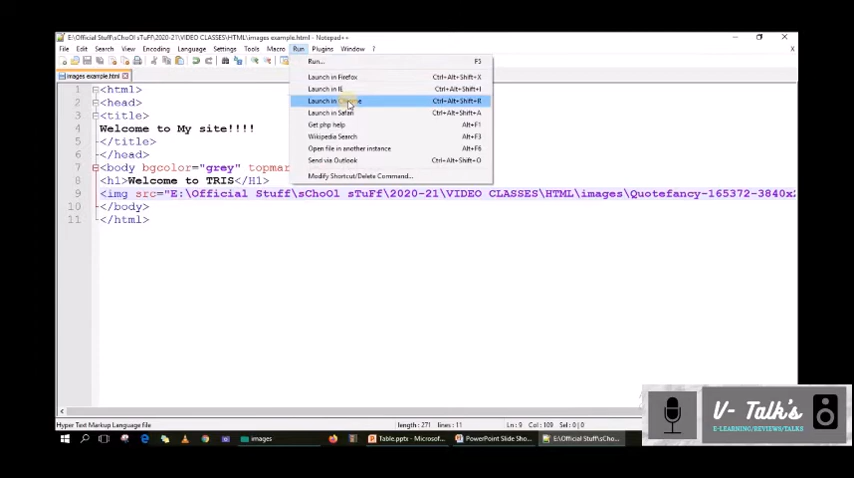 E:\Official Stuff\sChoOl sTuFf\2020-21\VIDEO CLASSES\HTML\images example.html - Notepad++
File Edit Search View Encoding Language Settings Tools Macro Run Plugins Window ? X
images example.html
Run... F5
Launch in Firefox Ctrl+Alt+Shift+X
Launch in IE Ctrl+Alt+Shift+I
Launch in Chrome Ctrl+Alt+Shift+R
Launch in Safari Ctrl+Alt+Shift+A
Get php help Alt+F1
Wikipedia Search Alt+F3
Open file in another instance Alt+F6
Send via Outlook Ctrl+Alt+Shift+O
Modify Shortcut/Delete Command...
1 <html>
2 <head>
3 <title>
4 Welcome to My site!!!!
5 </title>
6 </head>
7 <body bgcolor="grey" topmar
8 <h1>Welcome to TRIS</H1>
9 <img src="E:\Official Stuff\sChoOl sTuFf\2020-21\VIDEO CLASSES\HTML\images\Quotefancy-165372-3840x2
10 </body>
11 </html>
Hyper Text Markup Language file length : 271 lines : 11 Ln : 9 Col : 109 Sel : 0 | 0
images Table.pptx - Microsof... PowerPoint Slide Sho... E:\Official Stuff\sCho...
V- Talk's
E-LEARNING/REVIEWS/TALKS